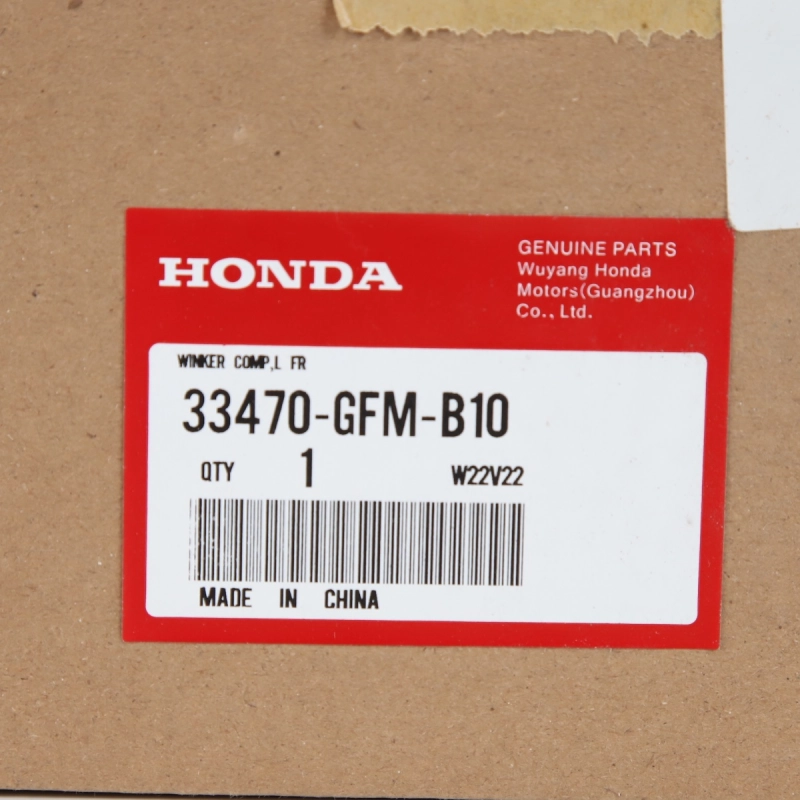 HONDA
GENUINE PARTS
Wuyang Honda
Motors(Guangzhou)
Co., Ltd.
WINKER COMP,L FR
33470-GFM-B10
QTY 1 W22V22
MADE IN CHINA